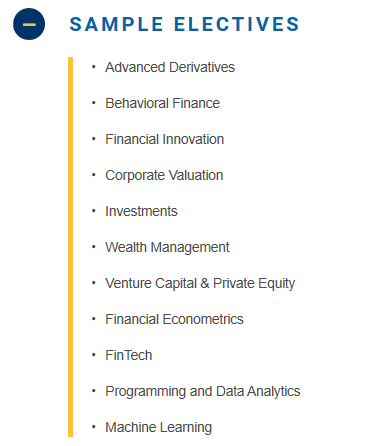 SAMPLE ELECTIVES
• Advanced Derivatives
• Behavioral Finance
• Financial Innovation
• Corporate Valuation
• Investments
• Wealth Management
• Venture Capital & Private Equity
• Financial Econometrics
• FinTech
• Programming and Data Analytics
• Machine Learning